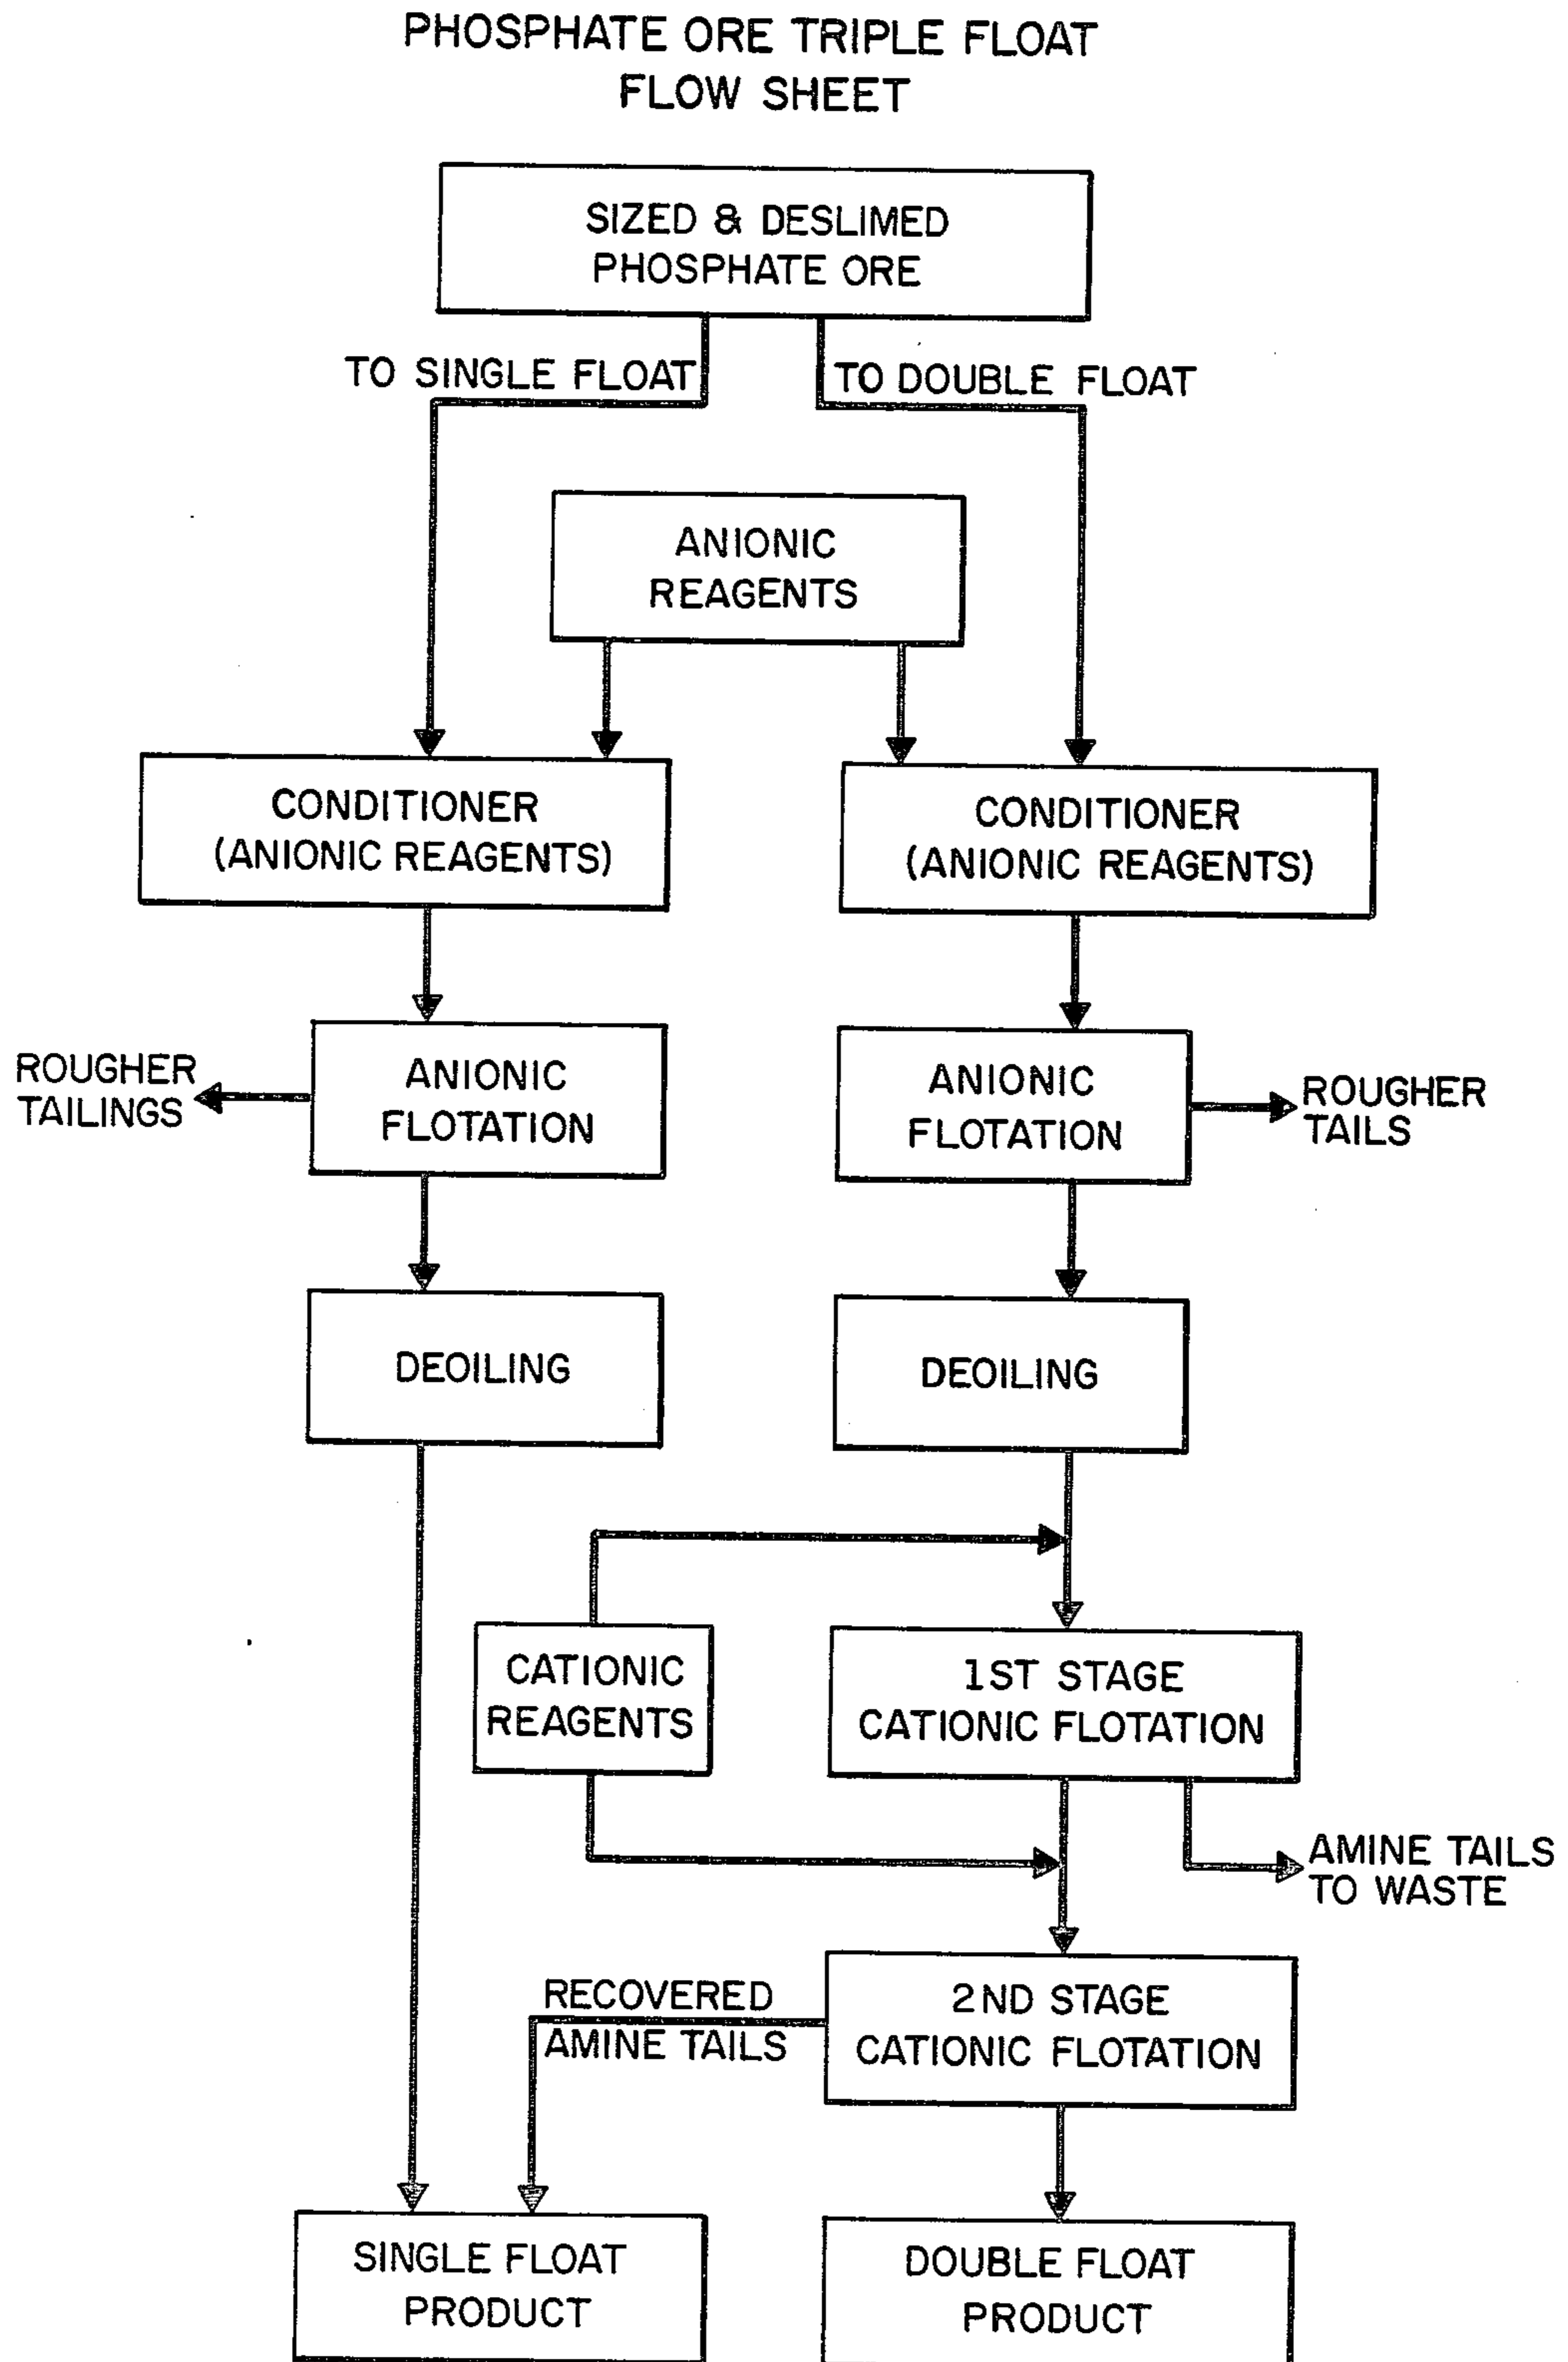 PHOSPHATE ORE TRIPLE FLOAT
FLOW SHEET
SIZED & DESLIMED
PHOSPHATE ORE
TO SINGLE FLOAT
TO DOUBLE FLOAT
ANIONIC
REAGENTS
CONDITIONER
(ANIONIC REAGENTS)
CONDITIONER
(ANIONIC REAGENTS)
ROUGHER
TAILINGS
ANIONIC
FLOTATION
ANIONIC
FLOTATION
ROUGHER
TAILS
DEOILING
DEOILING
CATIONIC
REAGENTS
1ST STAGE
CATIONIC FLOTATION
AMINE TAILS
TO WASTE
RECOVERED
AMINE TAILS
2ND STAGE
CATIONIC FLOTATION
SINGLE FLOAT
PRODUCT
DOUBLE FLOAT
PRODUCT